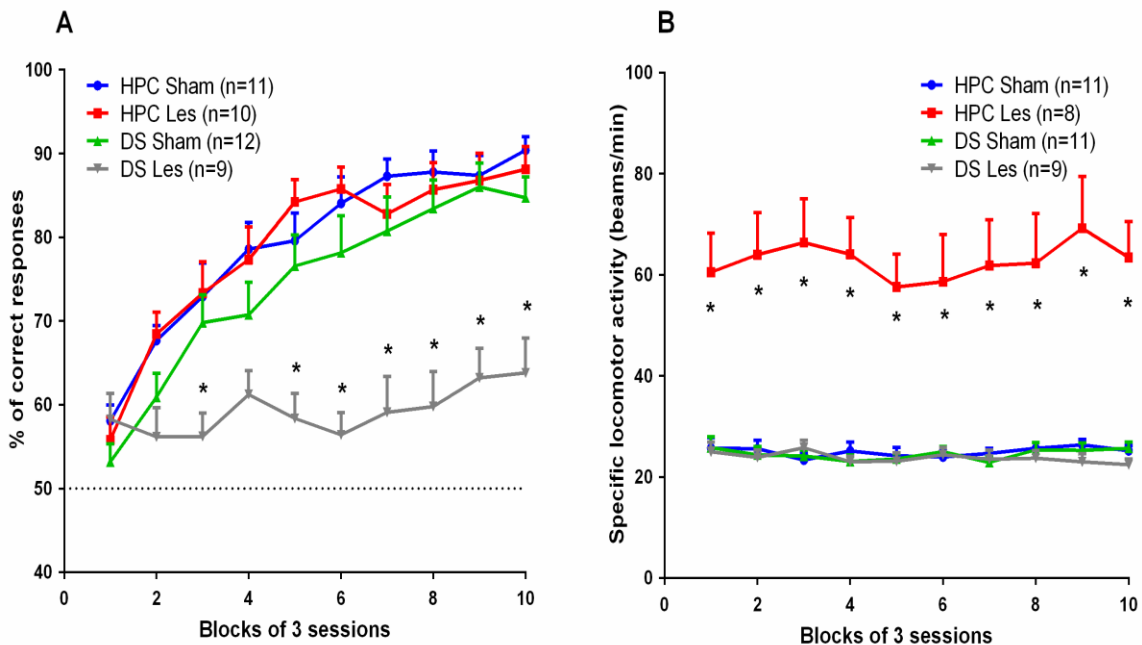 A
% of correct responses
100
90
80
70
60
50
40
HPC Sham (n=11)
HPC Les (n=10)
DS Sham (n=12)
DS Les (n=9)
* * * * * * *
0 2 4 6 8 10
Blocks of 3 sessions
B
Specific locomotor activity (beams/min)
100
80
60
40
20
0
HPC Sham (n=11)
HPC Les (n=8)
DS Sham (n=11)
DS Les (n=9)
* * * * * * * * * *
0 2 4 6 8 10
Blocks of 3 sessions